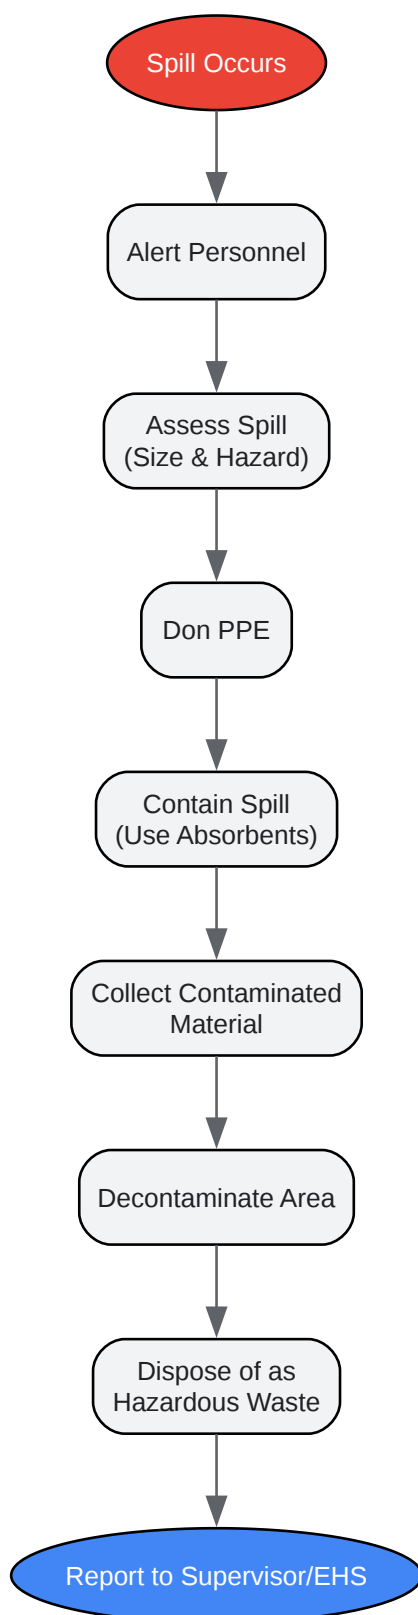 Spill Occurs
Alert Personnel
Assess Spill
(Size & Hazard)
Don PPE
Contain Spill
(Use Absorbents)
Collect Contaminated
Material
Decontaminate Area
Dispose of as
Hazardous Waste
Report to Supervisor/EHS